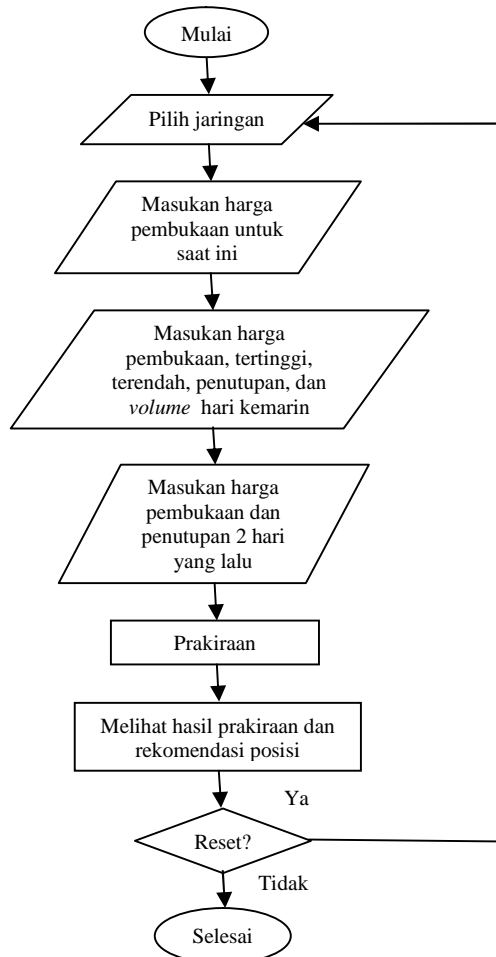 Mulai
Pilih jaringan
Masukan harga
pembukaan untuk
saat ini
Masukan harga
pembukaan, tertinggi,
terendah, penutupan, dan
volume hari kemarin
Masukan harga
pembukaan dan
penutupan 2 hari
yang lalu
Prakiraan
Melihat hasil prakiraan dan
rekomendasi posisi
Ya
Reset?
Tidak
Selesai